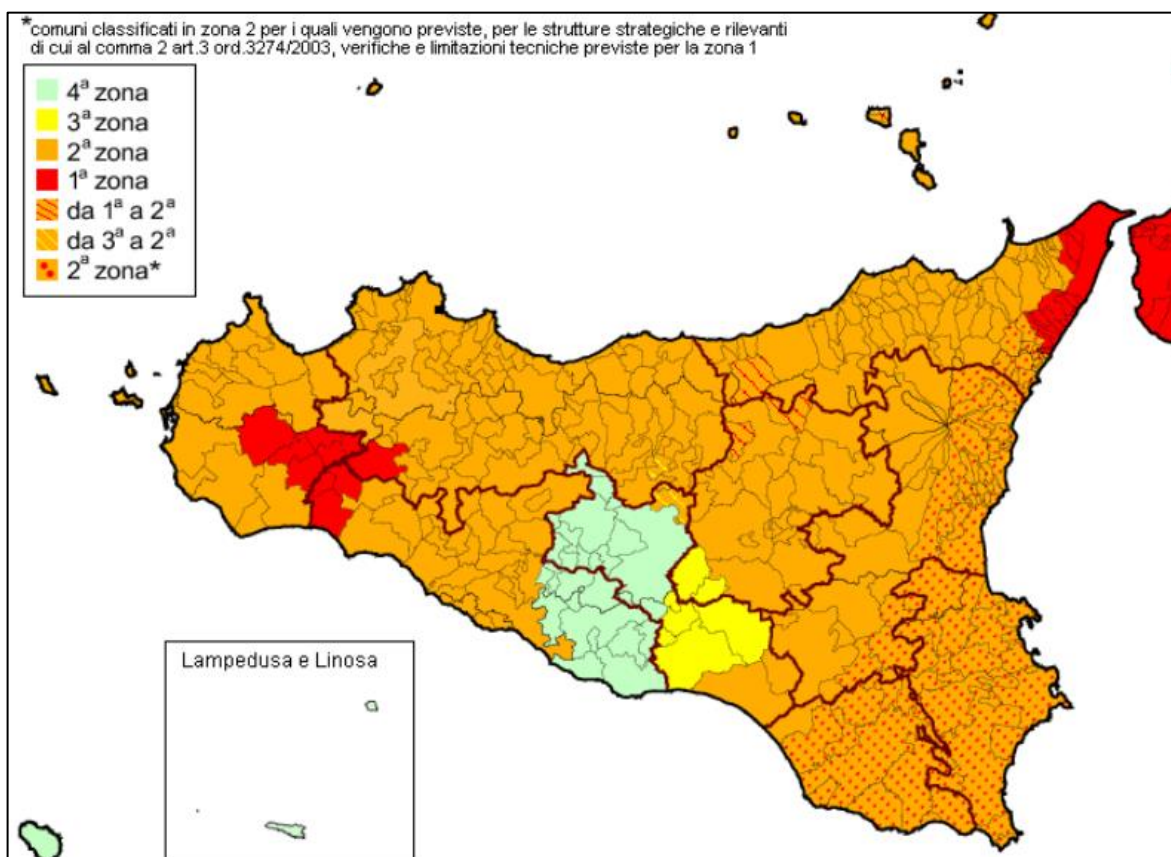 *comuni classificati in zona 2 per i quali vengono previste, per le strutture strategiche e rilevanti
di cui al comma 2 art.3 ord.3274/2003, verifiche e limitazioni tecniche previste per la zona 1
4ª zona
3ª zona
2ª zona
1ª zona
da 1ª a 2ª
da 3ª a 2ª
2ª zona*
Lampedusa e Linosa